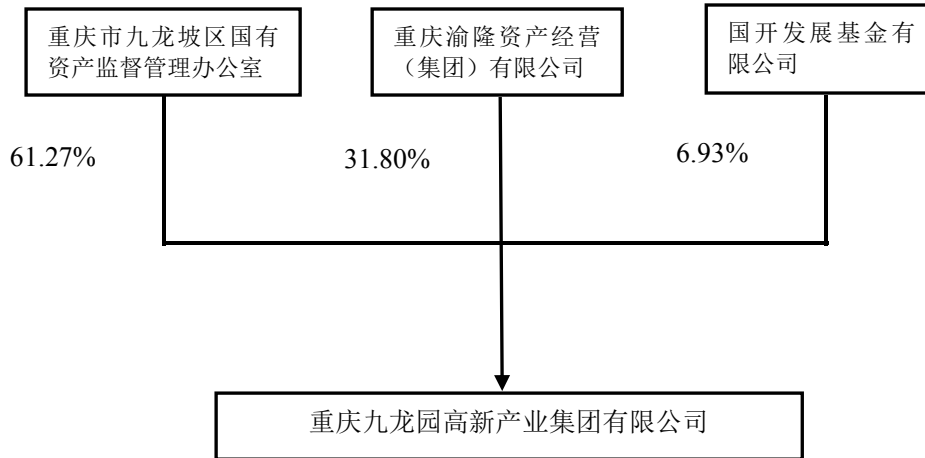 重庆市九龙坡区国有
资产监督管理办公室
重庆渝隆资产经营
（集团）有限公司
国开发展基金有
限公司
61.27%
31.80%
6.93%
重庆九龙园高新产业集团有限公司